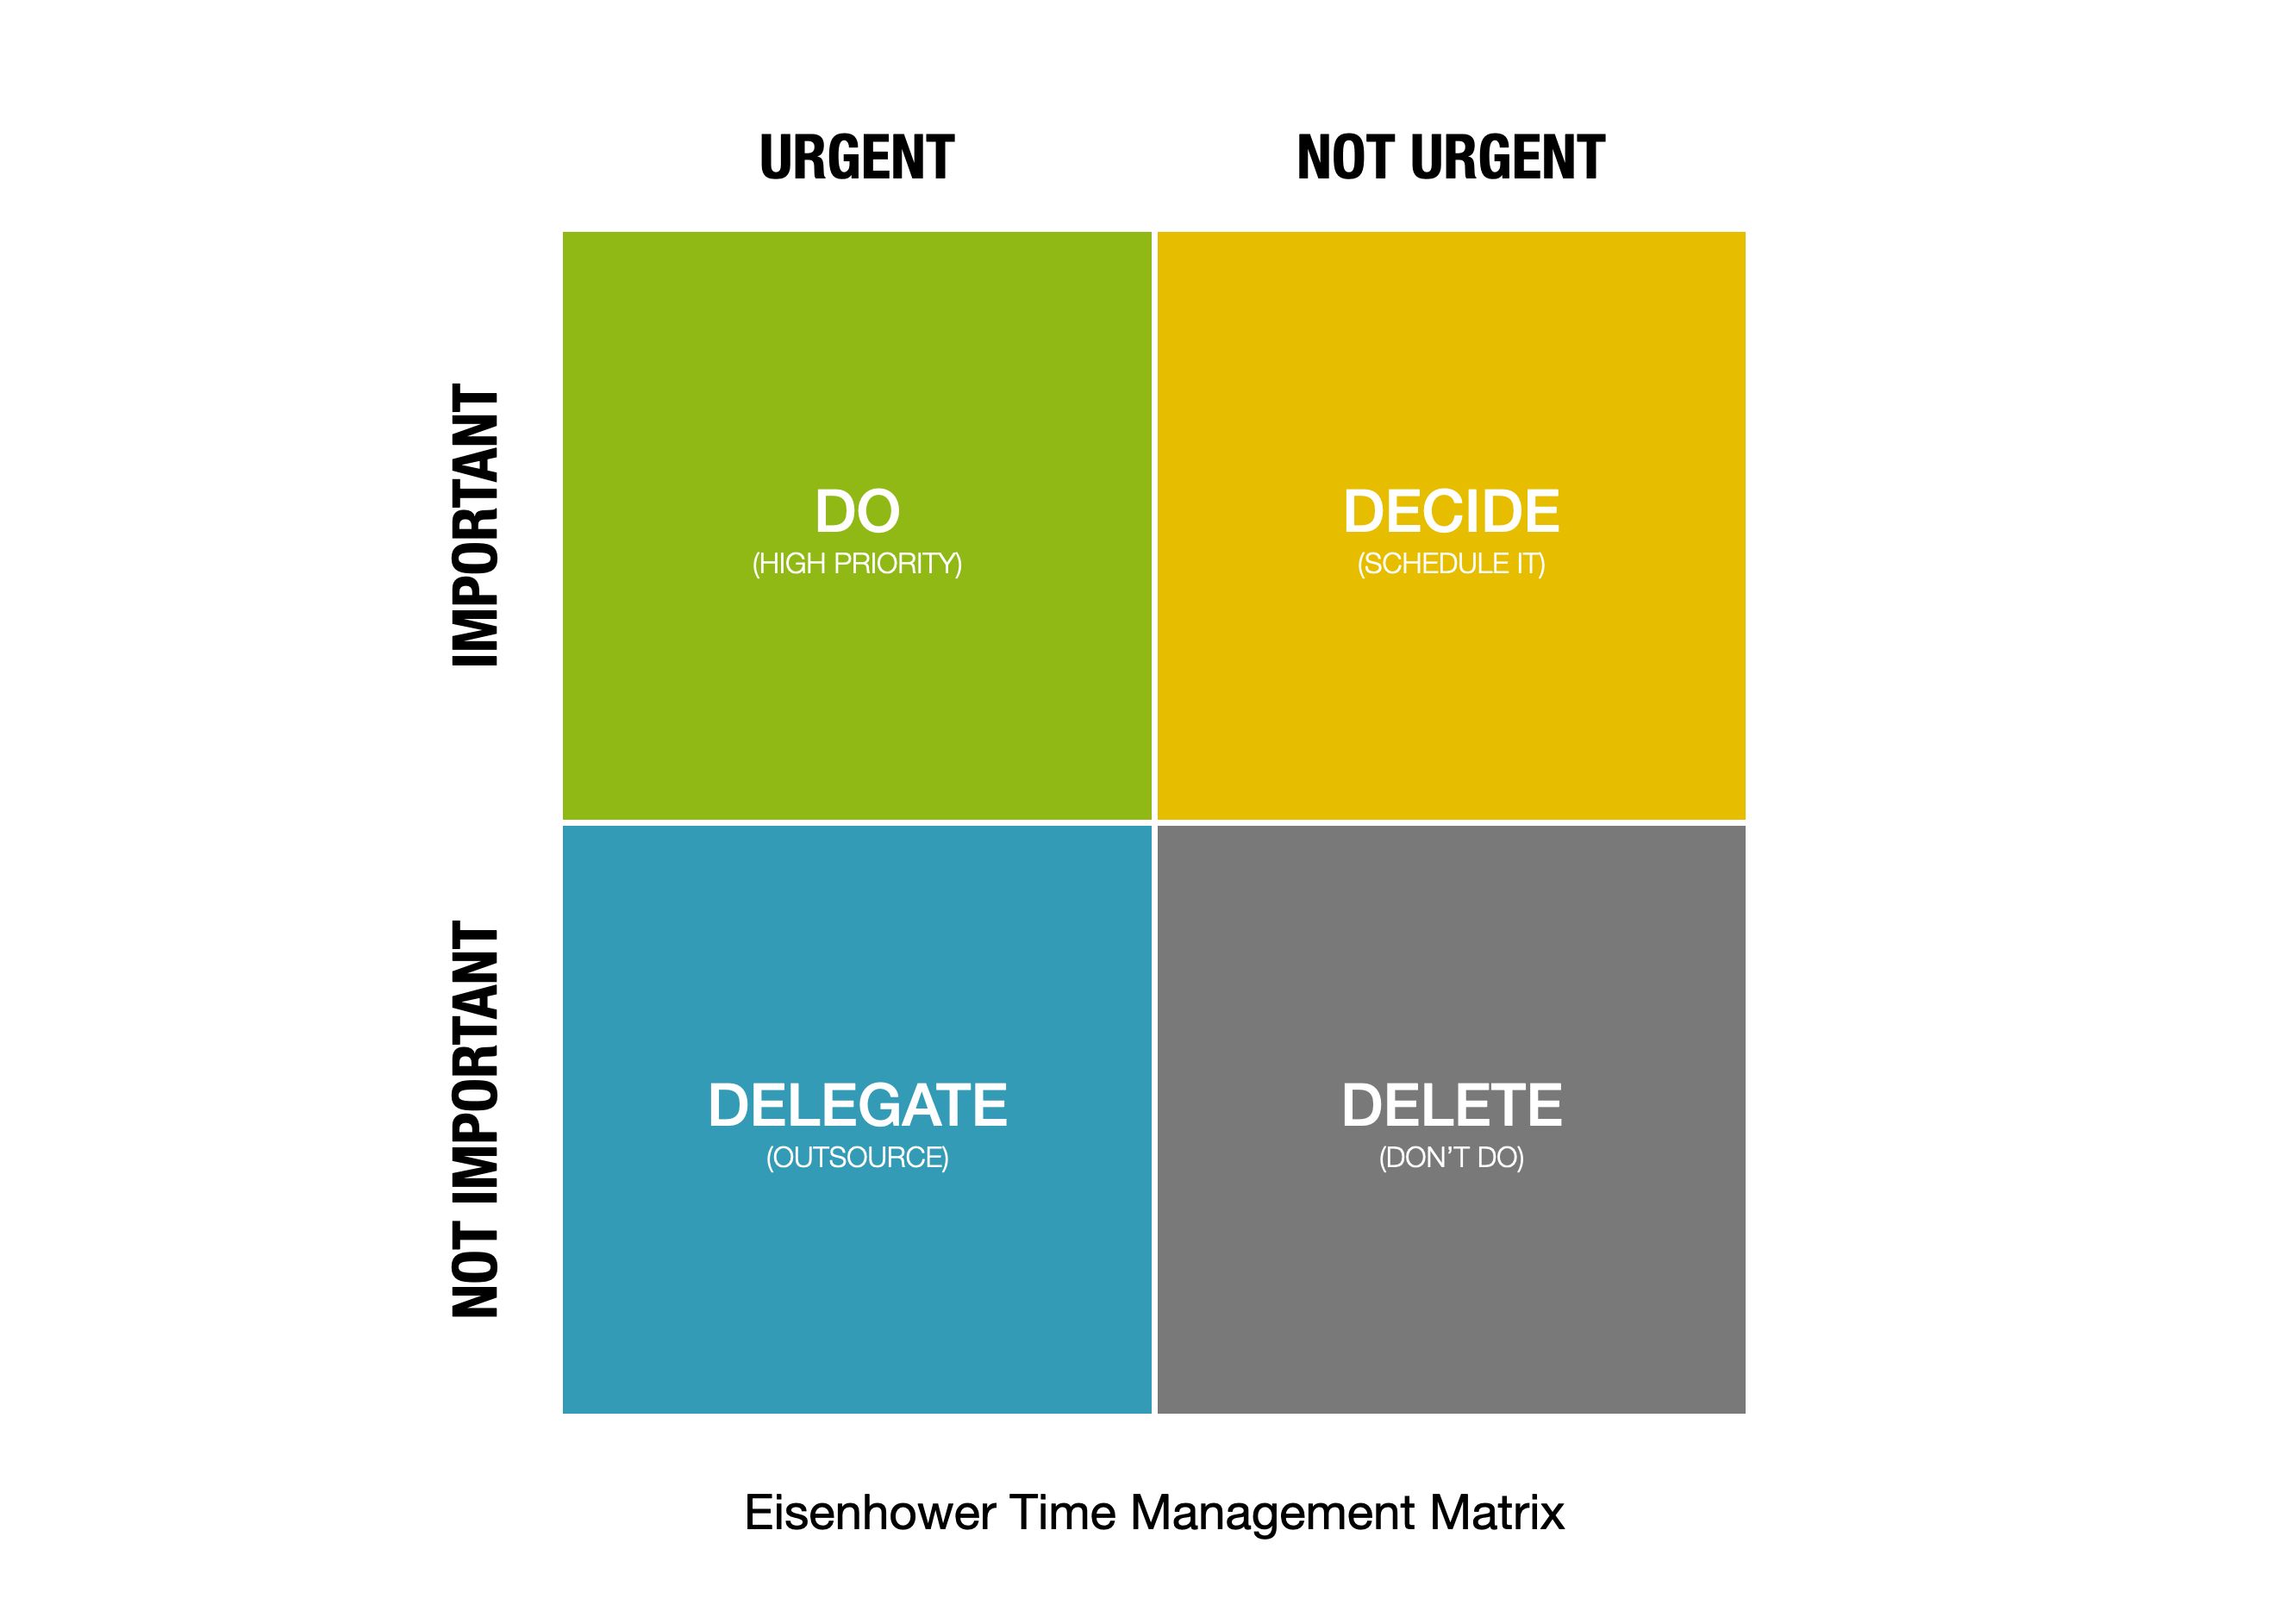 URGENT
NOT URGENT
IMPORTANT
DO
(HIGH PRIORITY)
DECIDE
(SCHEDULE IT)
NOT IMPORTANT
DELEGATE
(OUTSOURCE)
DELETE
(DON’T DO)
Eisenhower Time Management Matrix